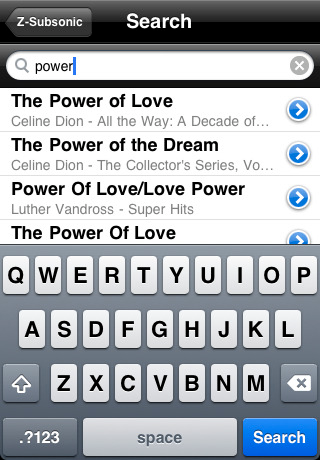 Z-Subsonic
Search
power
The Power of Love
Celine Dion - All the Way: A Decade of...
The Power of the Dream
Celine Dion - The Collector's Series, Vo...
Power Of Love/Love Power
Luther Vandross - Super Hits
The Power Of Love
Q W E R T Y U I O P
A S D F G H J K L
Z X C V B N M
.?123 space Search